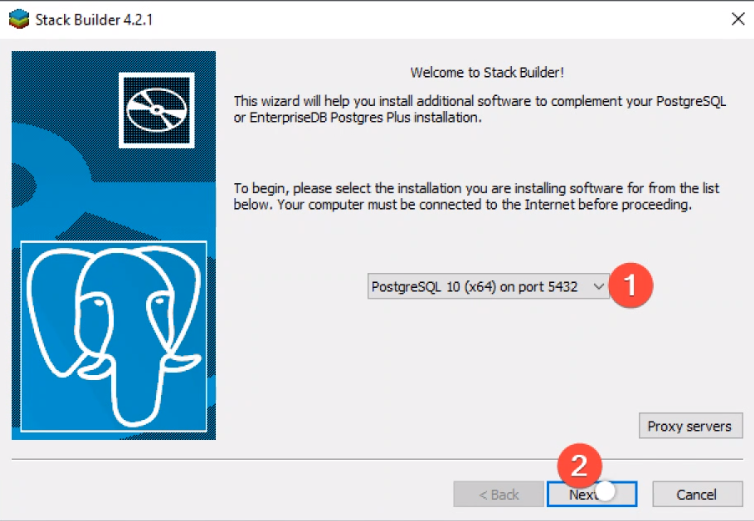 Stack Builder 4.2.1
Welcome to Stack Builder!
This wizard will help you install additional software to complement your PostgreSQL
or EnterpriseDB Postgres Plus installation.
To begin, please select the installation you are installing software for from the list
below. Your computer must be connected to the Internet before proceeding.
PostgreSQL 10 (x64) on port 5432
1
Proxy servers
2
< Back
Next
Cancel